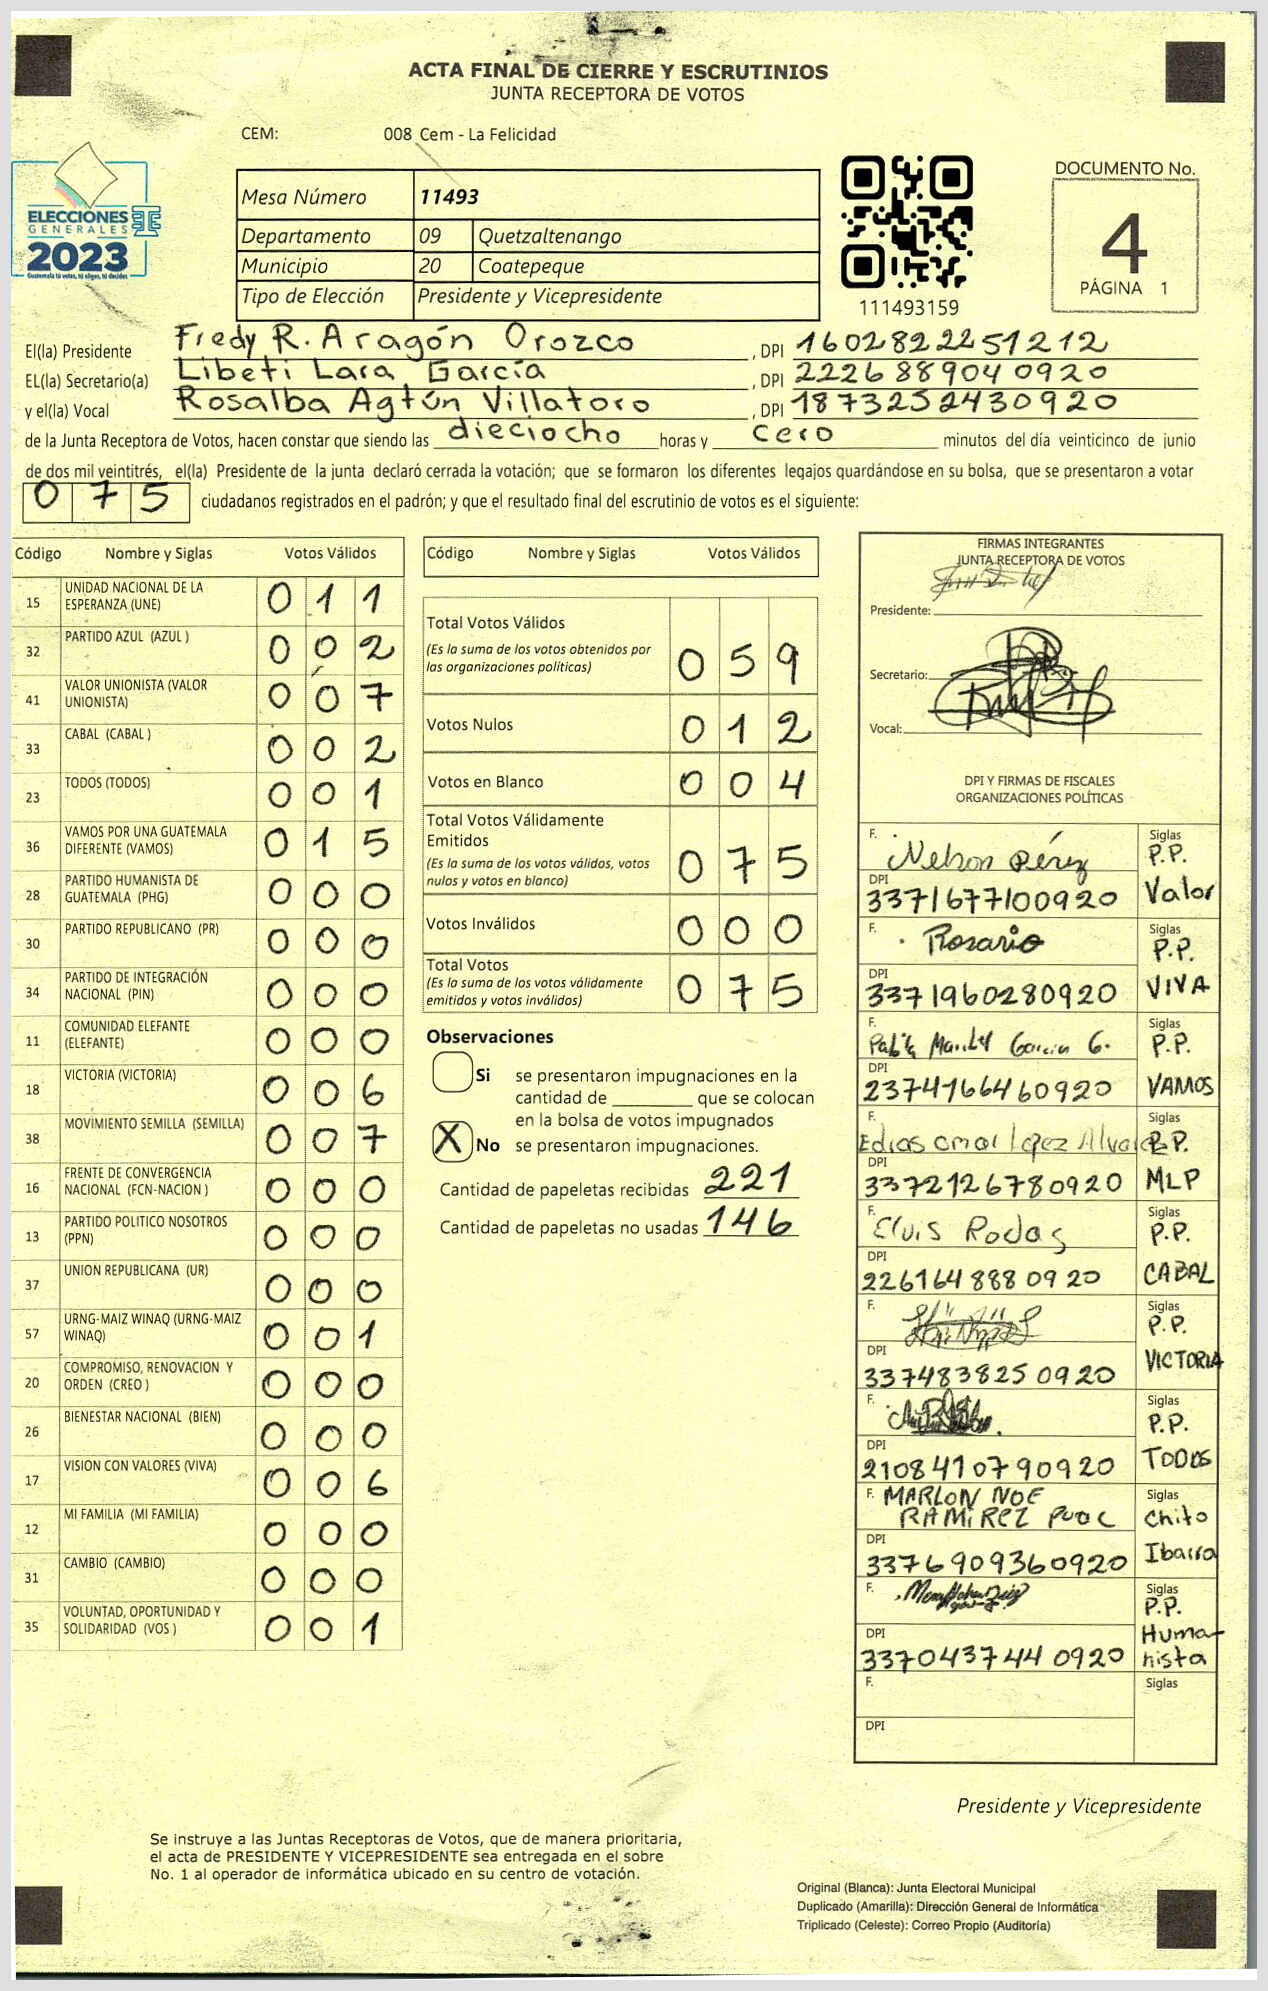 ACTA FINAL DE CIERRE Y ESCRUTINIOS
JUNTA RECEPTORA DE VOTOS
CEM: 008 Cem - La Felicidad
ELECCIONES
GENERALES
2023
Guatemala tú votas, tú eliges, tú decides
Mesa Número 11493
Departamento 09 Quetzaltenango
Municipio 20 Coatepeque
Tipo de Elección Presidente y Vicepresidente
111493159
DOCUMENTO No.
4
PÁGINA 1
El(la) Presidente Fredy R. Aragón Orozco , DPI 1602822251212
EL(la) Secretario(a) Libeti Lara García , DPI 2226889040920
y el(la) Vocal Rosalba Agtún Villatoro , DPI 1873252430920
de la Junta Receptora de Votos, hacen constar que siendo las dieciocho horas y cero minutos del día veinticinco de junio
de dos mil veintitrés, el(la) Presidente de la junta declaró cerrada la votación; que se formaron los diferentes legajos guardándose en su bolsa, que se presentaron a votar
0 7 5 ciudadanos registrados en el padrón; y que el resultado final del escrutinio de votos es el siguiente:
Código Nombre y Siglas Votos Válidos
15 UNIDAD NACIONAL DE LA ESPERANZA (UNE) 0 1 1
32 PARTIDO AZUL (AZUL ) 0 0 2
41 VALOR UNIONISTA (VALOR UNIONISTA) 0 0 7
33 CABAL (CABAL ) 0 0 2
23 TODOS (TODOS) 0 0 1
36 VAMOS POR UNA GUATEMALA DIFERENTE (VAMOS) 0 1 5
28 PARTIDO HUMANISTA DE GUATEMALA (PHG) 0 0 0
30 PARTIDO REPUBLICANO (PR) 0 0 0
34 PARTIDO DE INTEGRACIÓN NACIONAL (PIN) 0 0 0
11 COMUNIDAD ELEFANTE (ELEFANTE) 0 0 0
18 VICTORIA (VICTORIA) 0 0 6
38 MOVIMIENTO SEMILLA (SEMILLA) 0 0 7
16 FRENTE DE CONVERGENCIA NACIONAL (FCN-NACION ) 0 0 0
13 PARTIDO POLITICO NOSOTROS (PPN) 0 0 0
37 UNION REPUBLICANA (UR) 0 0 0
57 URNG-MAIZ WINAQ (URNG-MAIZ WINAQ) 0 0 1
20 COMPROMISO, RENOVACION Y ORDEN (CREO ) 0 0 0
26 BIENESTAR NACIONAL (BIEN) 0 0 0
17 VISION CON VALORES (VIVA) 0 0 6
12 MI FAMILIA (MI FAMILIA) 0 0 0
31 CAMBIO (CAMBIO) 0 0 0
35 VOLUNTAD, OPORTUNIDAD Y SOLIDARIDAD (VOS ) 0 0 1
Código Nombre y Siglas Votos Válidos
Total Votos Válidos
(Es la suma de los votos obtenidos por las organizaciones políticas) 0 5 9
Votos Nulos 0 1 2
Votos en Blanco 0 0 4
Total Votos Válidamente Emitidos
(Es la suma de los votos válidos, votos nulos y votos en blanco) 0 7 5
Votos Inválidos 0 0 0
Total Votos
(Es la suma de los votos válidamente emitidos y votos inválidos) 0 7 5
Observaciones
Si se presentaron impugnaciones en la
cantidad de ________ que se colocan
en la bolsa de votos impugnados
X No se presentaron impugnaciones.
Cantidad de papeletas recibidas 221
Cantidad de papeletas no usadas 146
FIRMAS INTEGRANTES
JUNTA RECEPTORA DE VOTOS
Presidente:
Secretario:
Vocal:
DPI Y FIRMAS DE FISCALES
ORGANIZACIONES POLÍTICAS
F. Nelson Pérez Siglas P.P. Valor
DPI 3371677100920
F. Rosario Siglas P.P. VIVA
DPI 3371960280920
F. Pablo Maribel García G. Siglas P.P. VAMOS
DPI 2374166460920
F. Edias omar Lopez Alvarez Siglas P.P. MLP
DPI 3372126780920
F. Elvis Rodas Siglas P.P. CABAL
DPI 2261648880920
F. Siglas P.P. VICTORIA
DPI 3374838250920
F. Siglas P.P. TODOS
DPI 2108410790920
F. MARLON NOE RAMIREZ PUAC Siglas Chito Ibarra
DPI 3376909360920
F. Siglas P.P. Humanista
DPI 3370437440920
F. Siglas
DPI
Presidente y Vicepresidente
Se instruye a las Juntas Receptoras de Votos, que de manera prioritaria,
el acta de PRESIDENTE Y VICEPRESIDENTE sea entregada en el sobre
No. 1 al operador de informática ubicado en su centro de votación.
Original (Blanca): Junta Electoral Municipal
Duplicado (Amarilla): Dirección General de Informática
Triplicado (Celeste): Correo Propio (Auditoría)